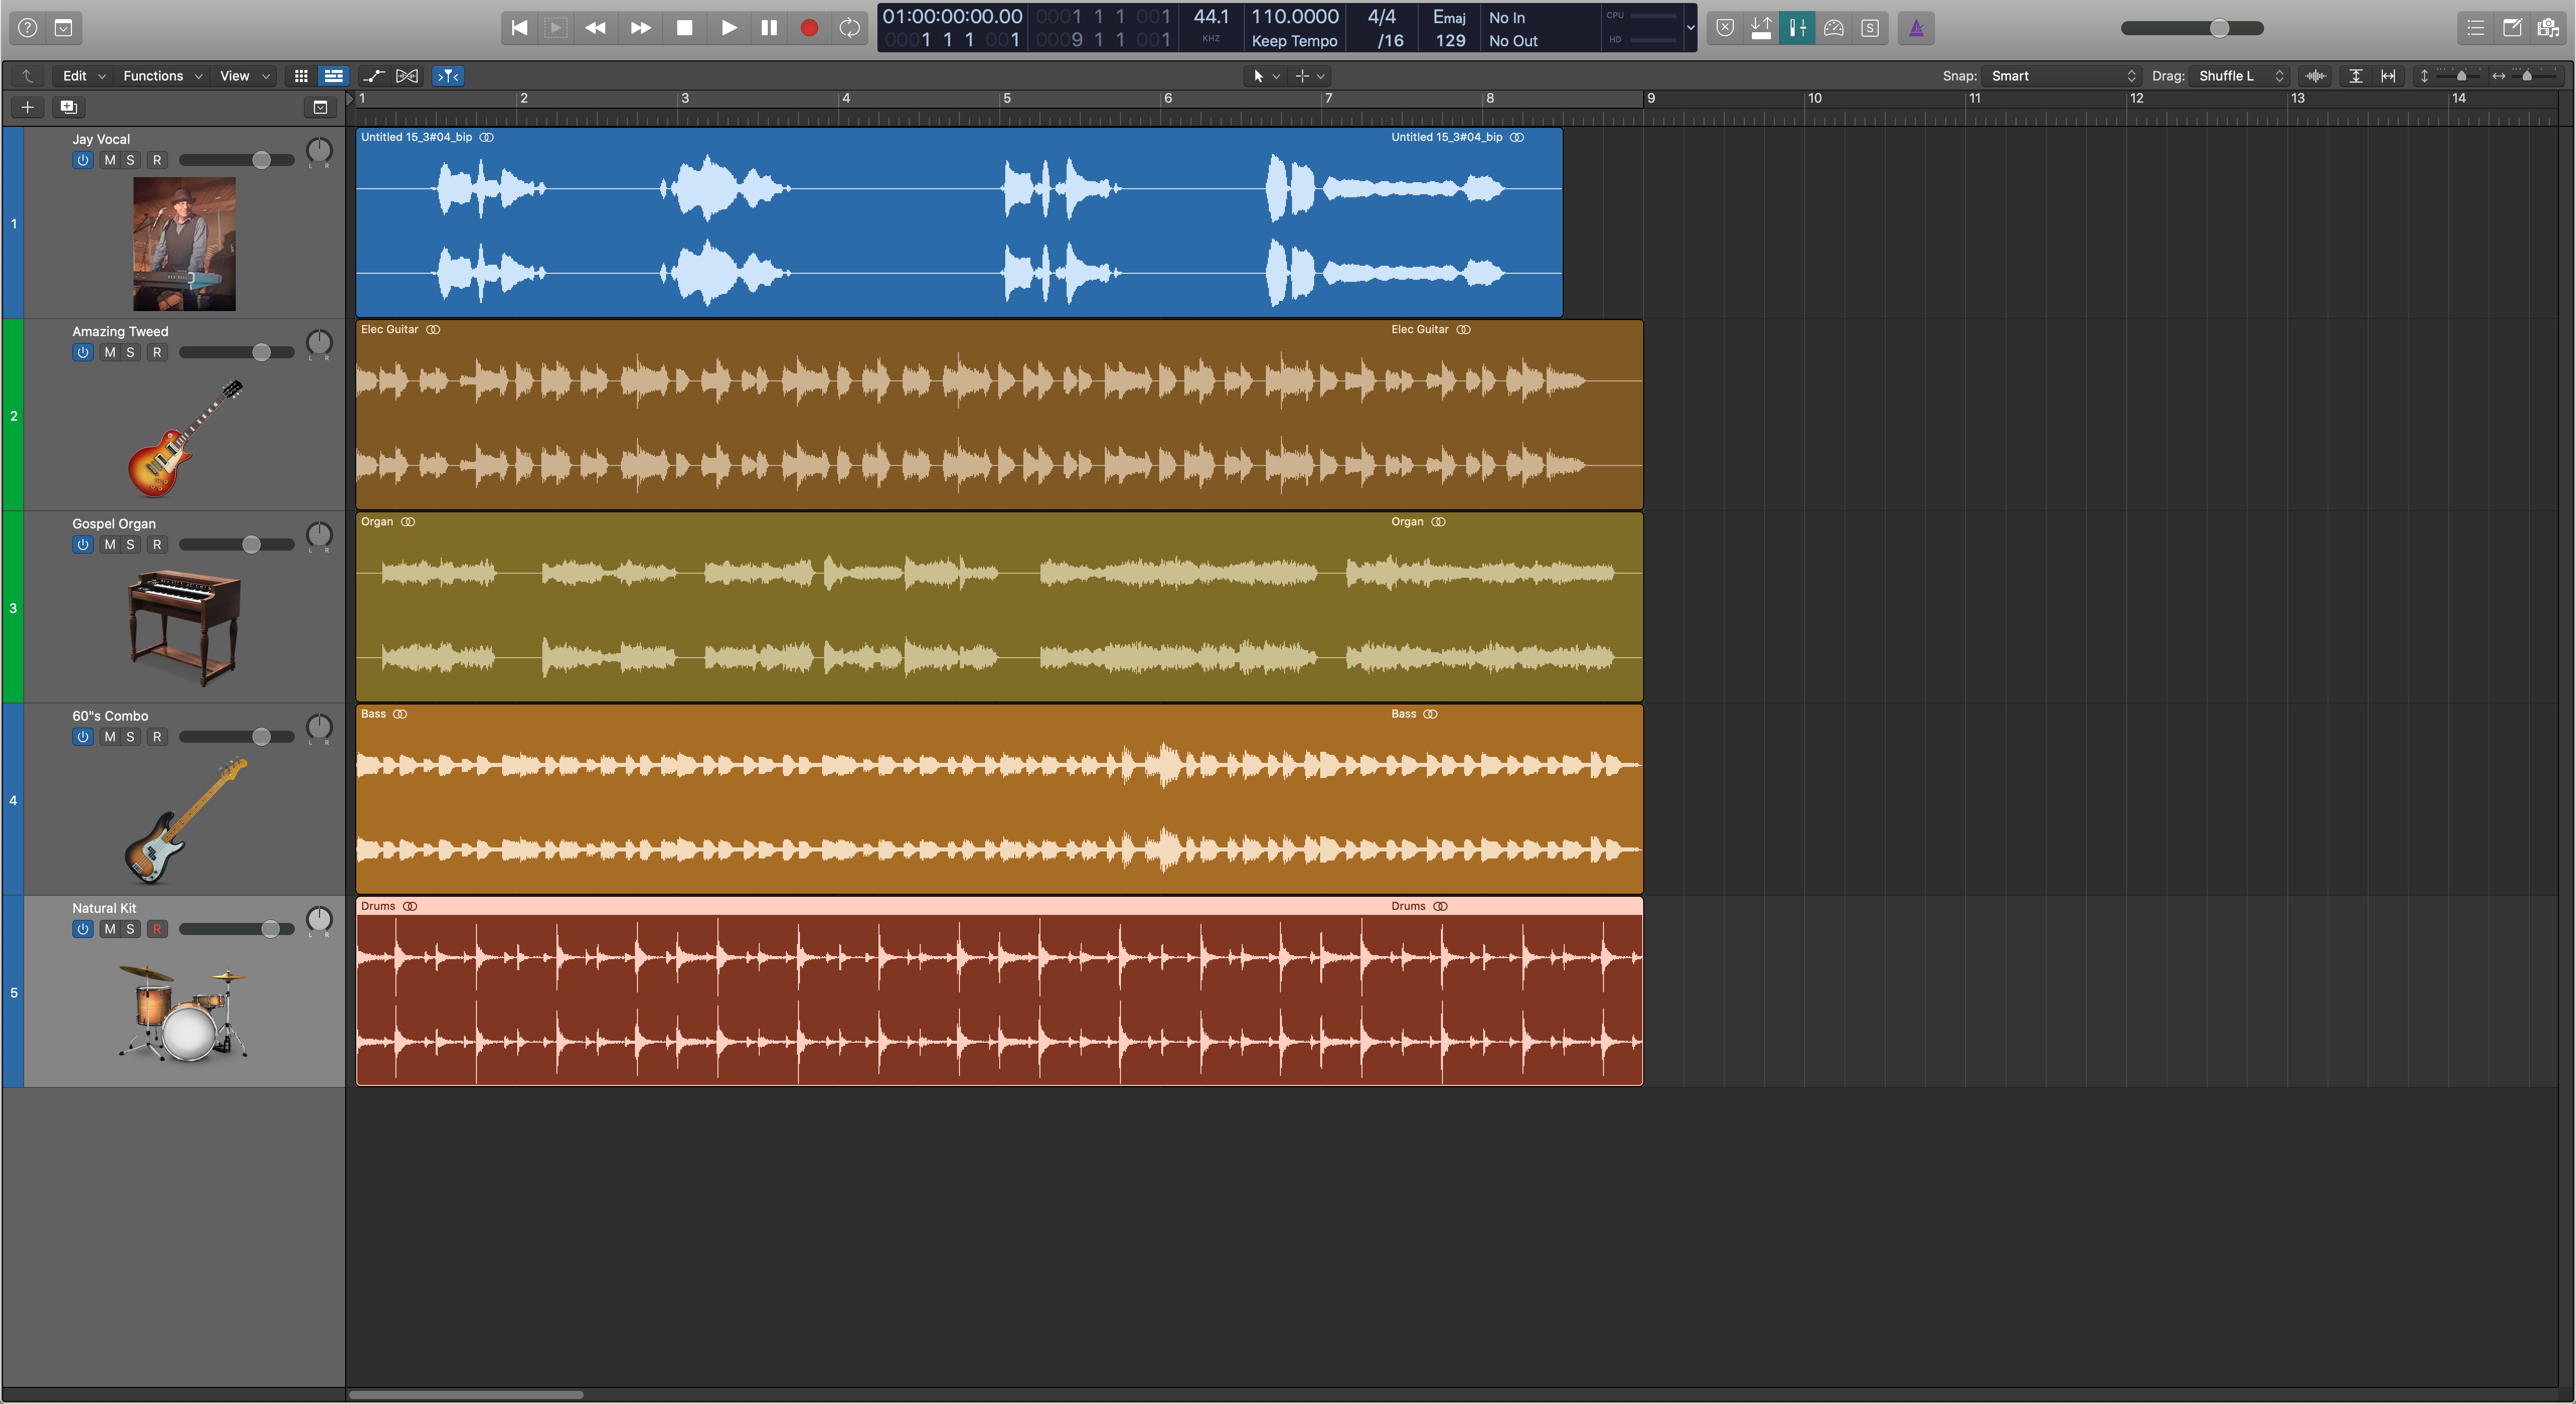 01:00:00:00.00 0001 1 1 001 44.1 110.0000 4/4 Emaj No In CPU
0001 1 1 001 0009 1 1 001 KHZ Keep Tempo /16 129 No Out HD
S
Edit Functions View Snap: Smart Drag: Shuffle L
1 2 3 4 5 6 7 8 9 10 11 12 13 14
Jay Vocal
M S R
L R
1
Untitled 15_3#04_bip Untitled 15_3#04_bip
Amazing Tweed
M S R
L R
2
Elec Guitar Elec Guitar
Gospel Organ
M S R
L R
3
Organ Organ
60"s Combo
M S R
L R
4
Bass Bass
Natural Kit
M S R
L R
5
Drums Drums